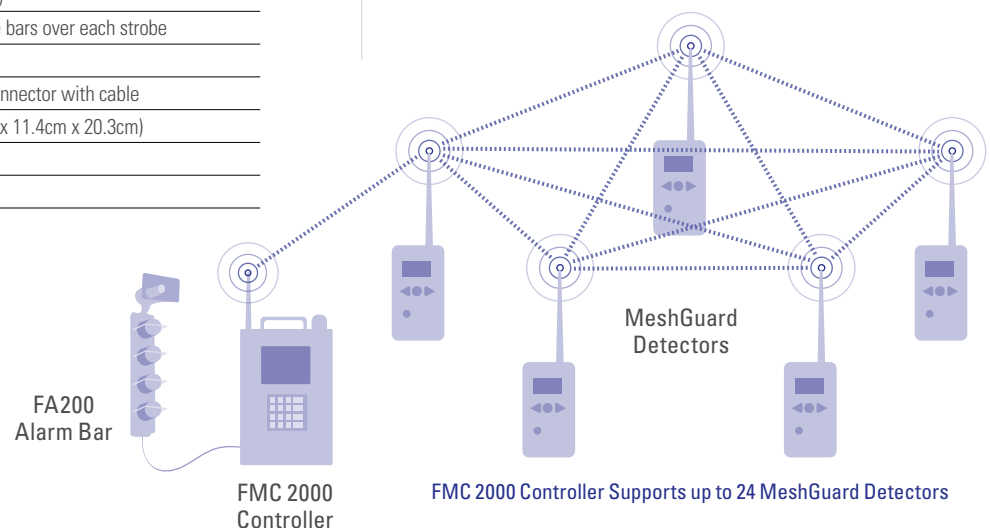 bars over each strobe
with cable
x 11.4cm x 20.3cm)
MeshGuard
Detectors
FA200
Alarm Bar
FMC 2000
Controller
FMC 2000 Controller Supports up to 24 MeshGuard Detectors